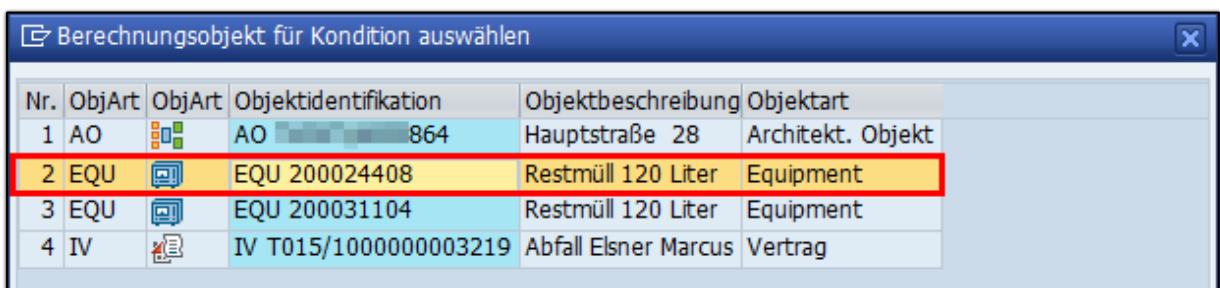 Berechnungsobjekt für Kondition auswählen
Nr. ObjArt ObjArt Objektidentifikation Objektbeschreibung Objektart
1 AO AO 864 Hauptstraße 28 Architekt. Objekt
2 EQU EQU 200024408 Restmüll 120 Liter Equipment
3 EQU EQU 200031104 Restmüll 120 Liter Equipment
4 IV IV T015/1000000003219 Abfall Elsner Marcus Vertrag